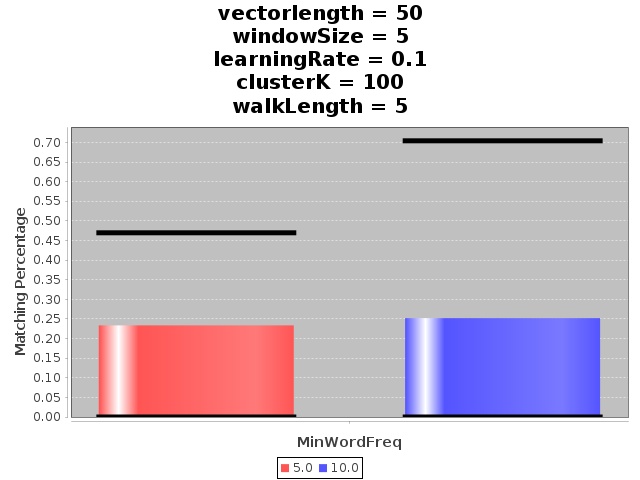 vectorlength = 50
windowSize = 5
learningRate = 0.1
clusterK = 100
walkLength = 5
Matching Percentage
0.70
0.65
0.60
0.55
0.50
0.45
0.40
0.35
0.30
0.25
0.20
0.15
0.10
0.05
0.00
MinWordFreq
5.0 10.0